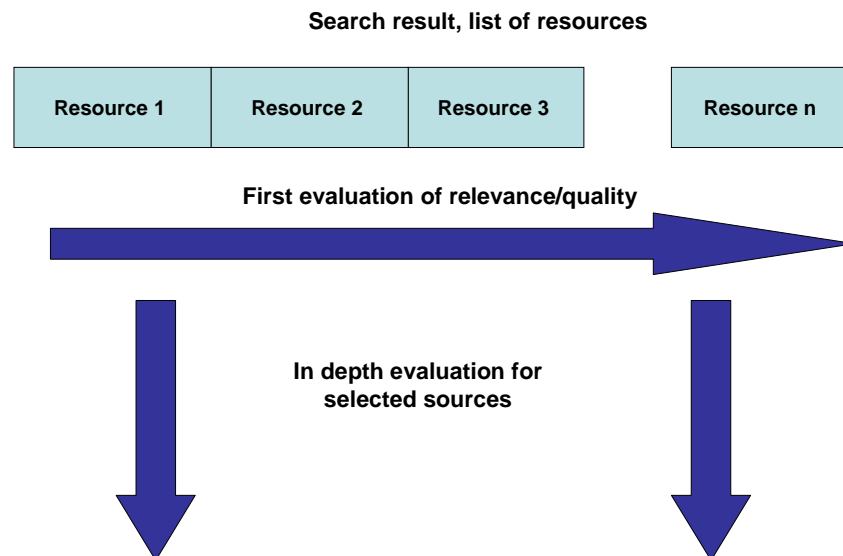 Search result, list of resources
Resource 1
Resource 2
Resource 3
Resource n
First evaluation of relevance/quality
In depth evaluation for
selected sources